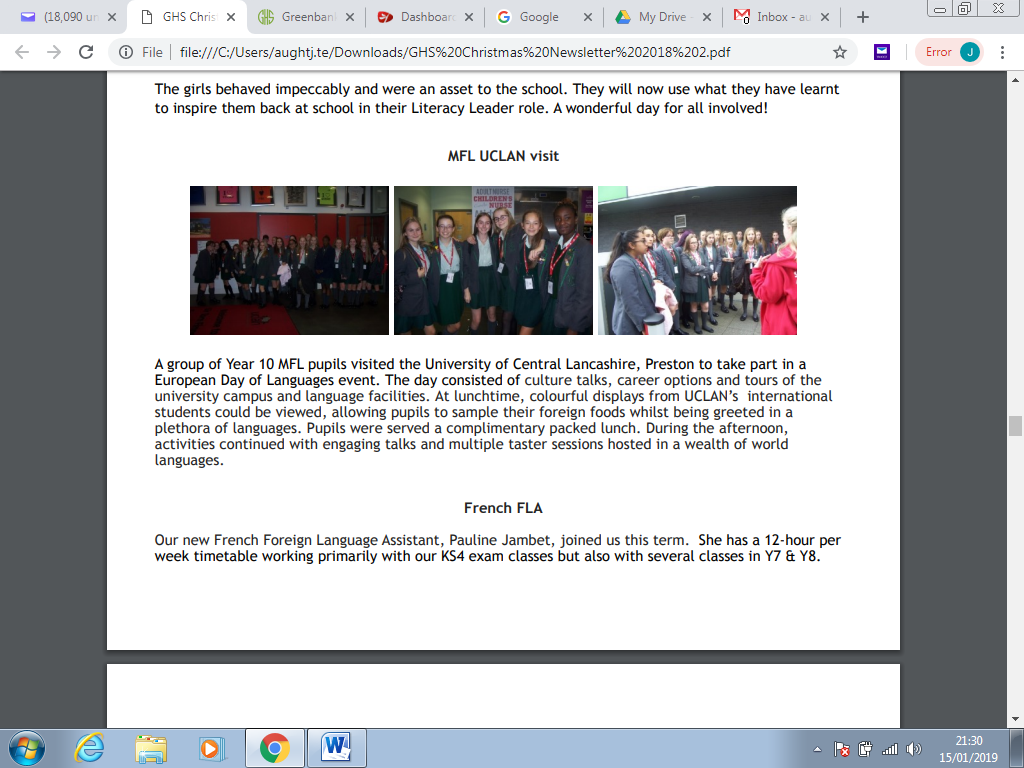 (18,090 un
GHS Chris
Greenban
Dashboar
Google
My Drive -
Inbox - au
File
file:///C:/Users/aughtj.te/Downloads/GHS%20Christmas%20Newsletter%202018%202.pdf
Error
J
The girls behaved impeccably and were an asset to the school. They will now use what they have learnt
to inspire them back at school in their Literacy Leader role. A wonderful day for all involved!
MFL UCLAN visit
ADULT NURSE
CHILDREN'S
NURSE
A group of Year 10 MFL pupils visited the University of Central Lancashire, Preston to take part in a
European Day of Languages event. The day consisted of culture talks, career options and tours of the
university campus and language facilities. At lunchtime, colourful displays from UCLAN’s  international
students could be viewed, allowing pupils to sample their foreign foods whilst being greeted in a
plethora of languages. Pupils were served a complimentary packed lunch. During the afternoon,
activities continued with engaging talks and multiple taster sessions hosted in a wealth of world
languages.
French FLA
Our new French Foreign Language Assistant, Pauline Jambet, joined us this term.  She has a 12-hour per
week timetable working primarily with our KS4 exam classes but also with several classes in Y7 & Y8.
21:30
15/01/2019